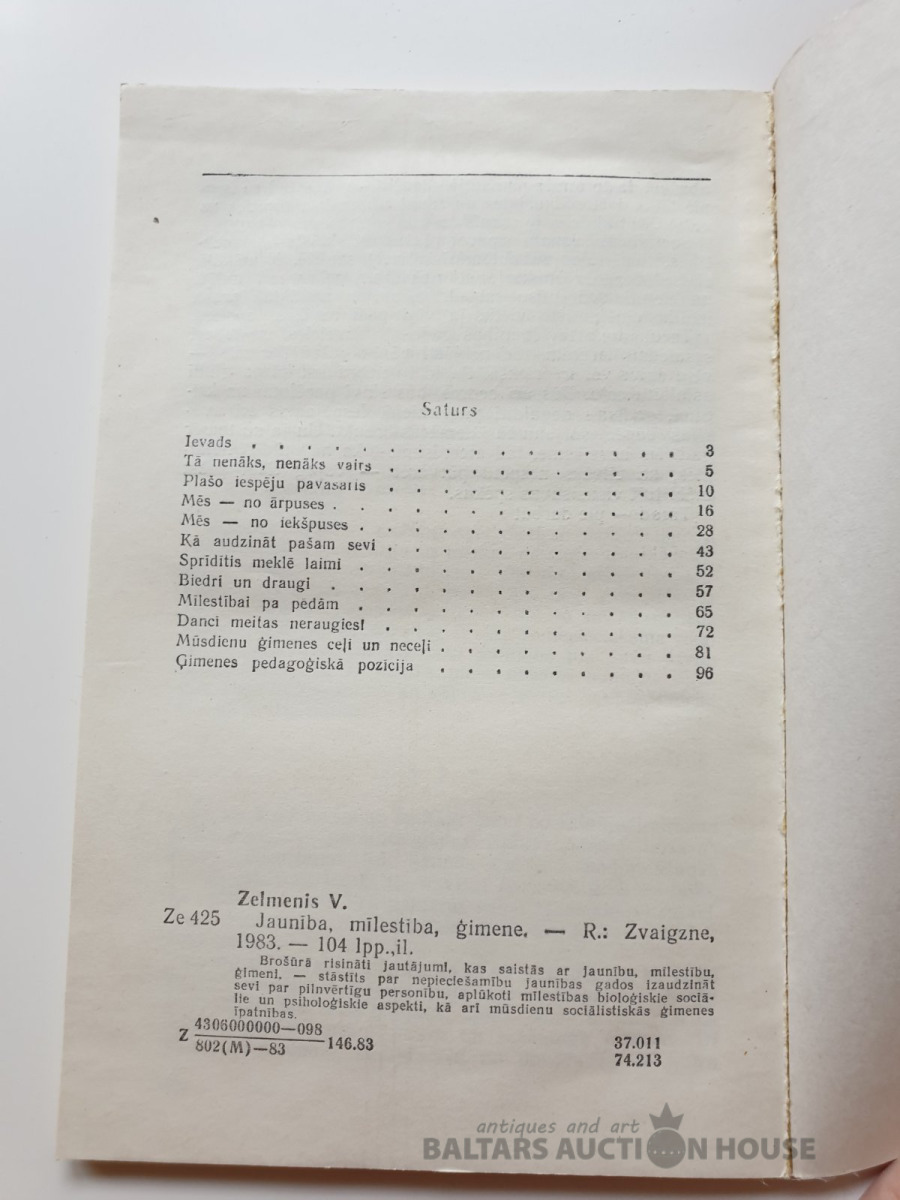 Saturs
Ievads . . . . . . . . . . . . . . . . 3
Tā nenāks, nenāks vairs . . . . . . . . . . . 5
Plašo iespēju pavasaris . . . . . . . . . . . 10
Mēs — no ārpuses . . . . . . . . . . . . . 16
Mēs — no iekšpuses . . . . . . . . . . . . 28
Kā audzināt pašam sevi . . . . . . . . . . . 43
Sprīdītis meklē laimi . . . . . . . . . . . . 52
Biedri un draugi . . . . . . . . . . . . . 57
Mīlestībai pa pēdām . . . . . . . . . . . . 65
Danci meitas neraugies! . . . . . . . . . . . 72
Mūsdienu ģimenes ceļi un neceļi . . . . . . . . . 81
Ģimenes pedagoģiskā pozīcija . . . . . . . . . 96
Zelmenis V.
Ze 425 Jaunība, mīlestība, ģimene. — R.: Zvaigzne,
1983. — 104 lpp.,il.
Brošūrā risināti jautājumi, kas saistās ar jaunību, mīlestību,
ģimeni, — stāstīts par nepieciešamību jaunības gados izaudzināt
sevi par pilnvērtīgu personību, aplūkoti mīlestības bioloģiskie sociā-
lie un psiholoģiskie aspekti, kā arī mūsdienu sociālistiskās ģimenes
īpatnības.
Z 4306000000—098
802(M)—83 146.83
37.011
74.213
antiques and art
BALTARS AUCTION HOUSE